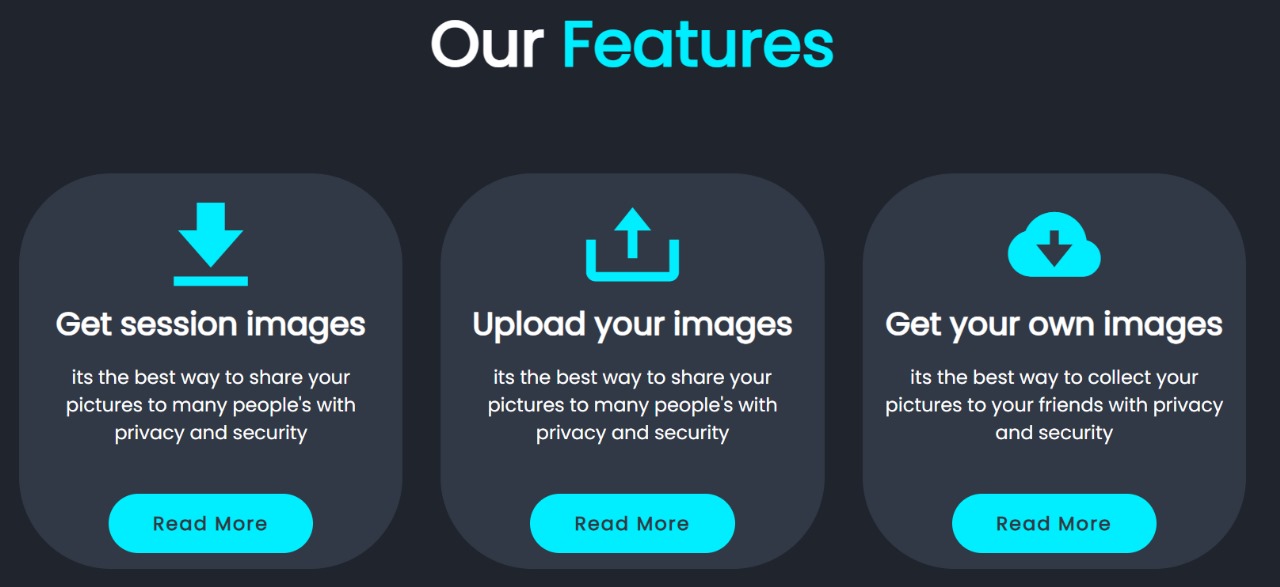 Our Features
Get session images
its the best way to share your
pictures to many people's with
privacy and security
Read More
Upload your images
its the best way to share your
pictures to many people's with
privacy and security
Read More
Get your own images
its the best way to collect your
pictures to your friends with privacy
and security
Read More